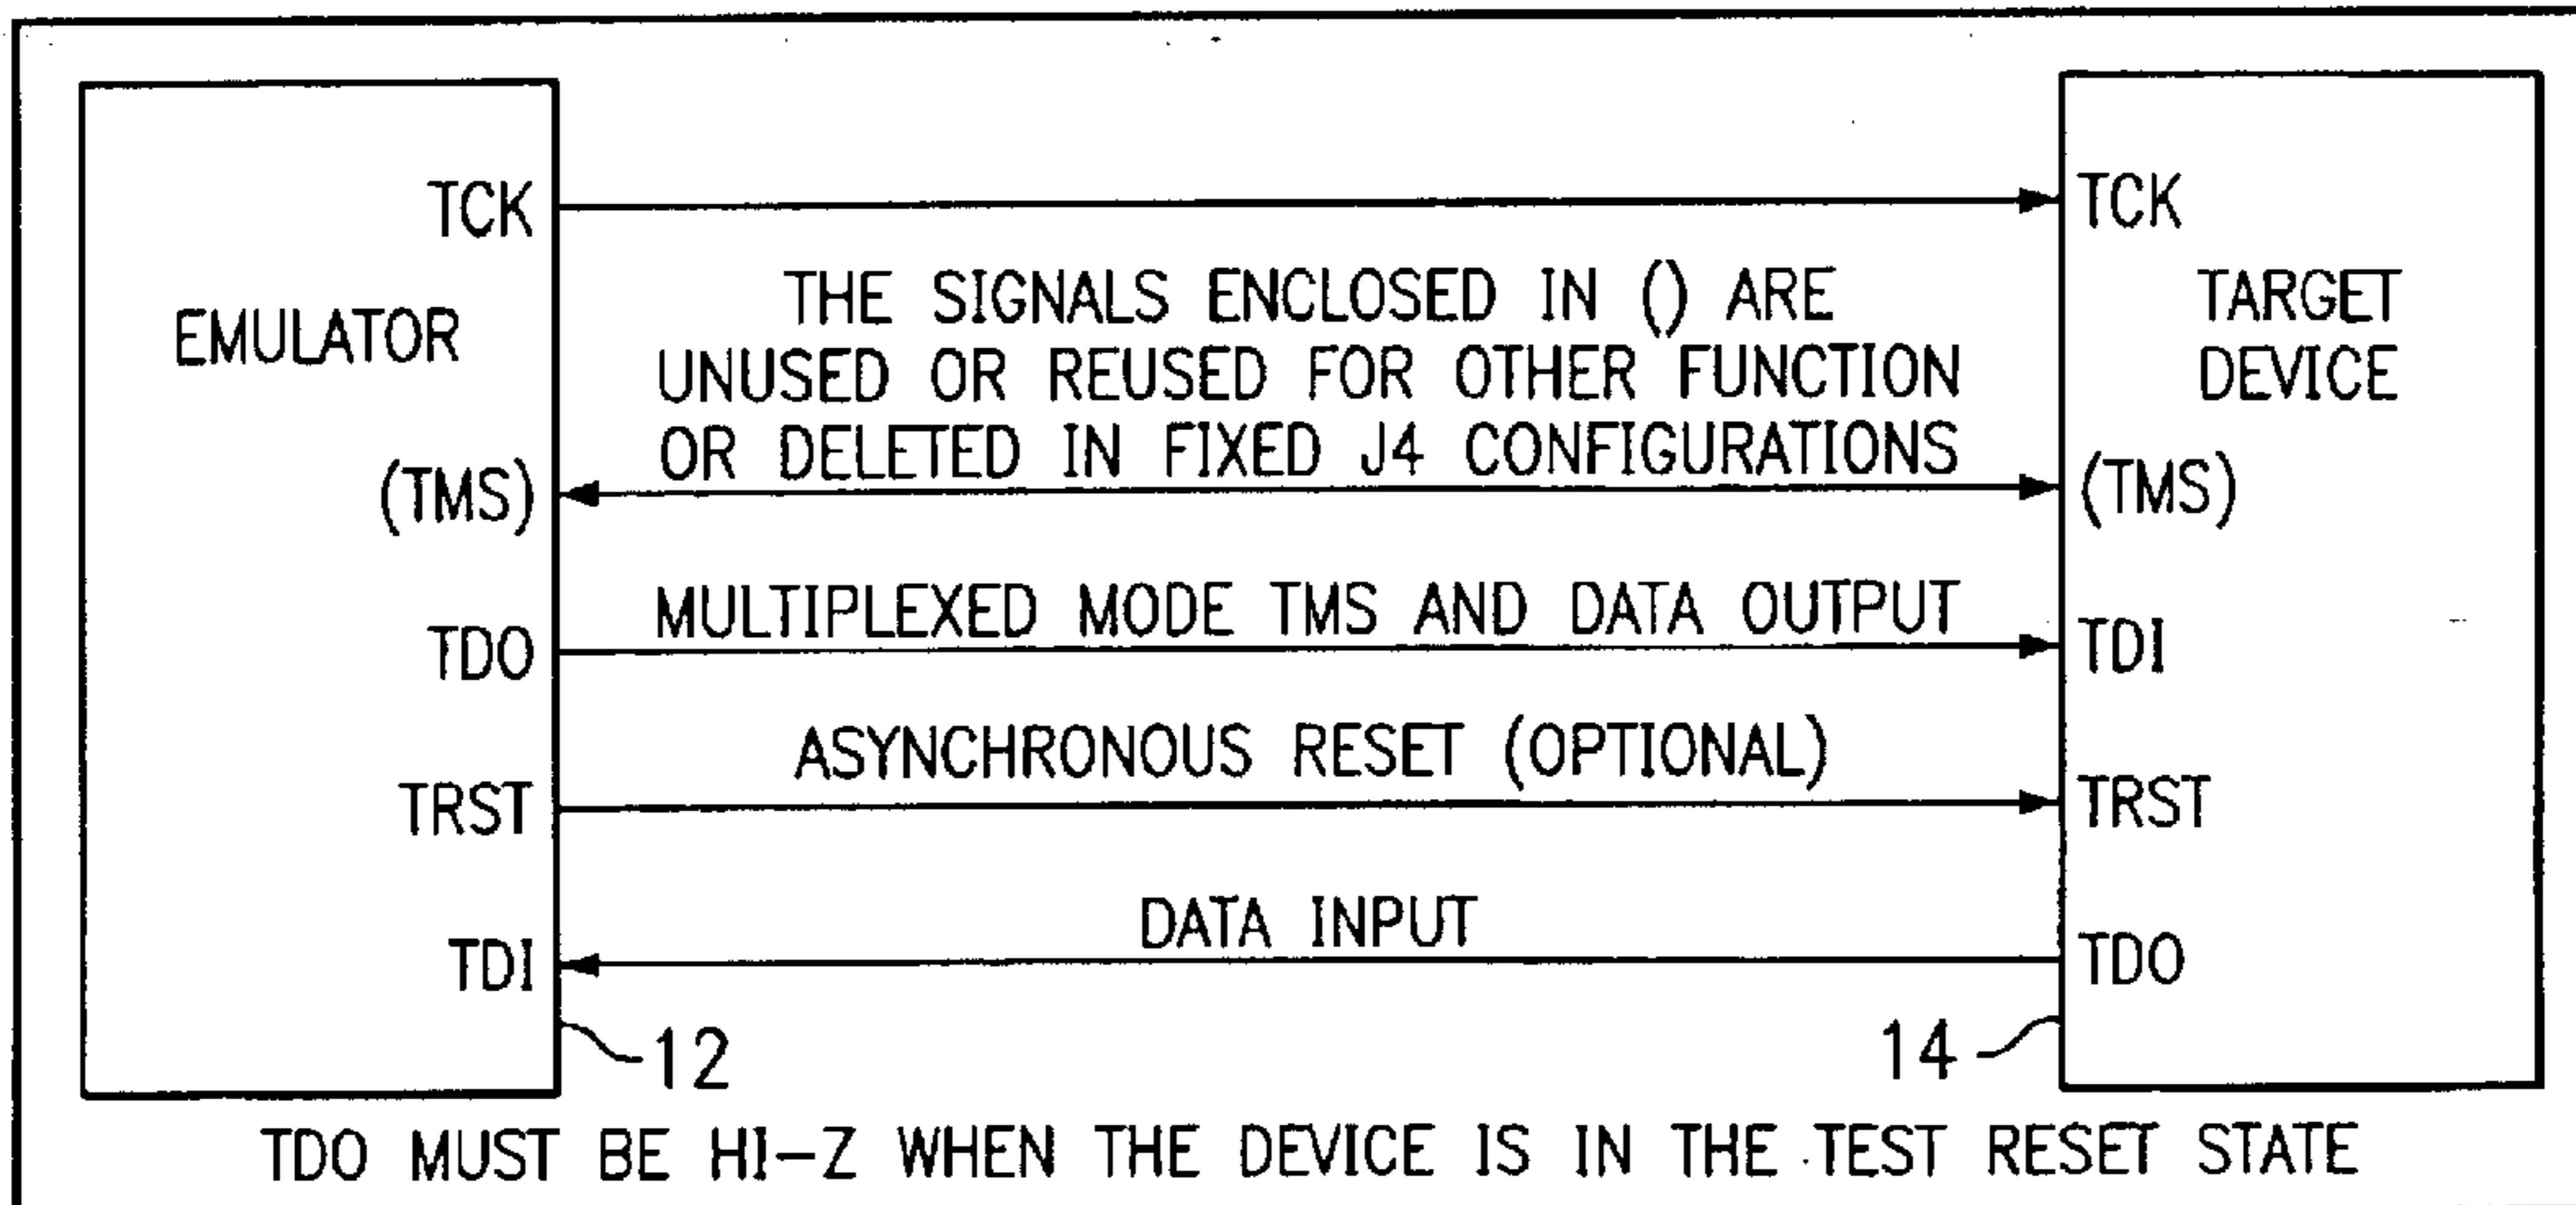 TCK
TCK
THE SIGNALS ENCLOSED IN () ARE
UNUSED OR REUSED FOR OTHER FUNCTION
OR DELETED IN FIXED J4 CONFIGURATIONS
EMULATOR
TARGET
DEVICE
(TMS)
(TMS)
MULTIPLEXED MODE TMS AND DATA OUTPUT
TDO
TDI
ASYNCHRONOUS RESET (OPTIONAL)
TRST
TRST
DATA INPUT
TDI
TDO
12
14
TDO MUST BE HI-Z WHEN THE DEVICE IS IN THE TEST RESET STATE